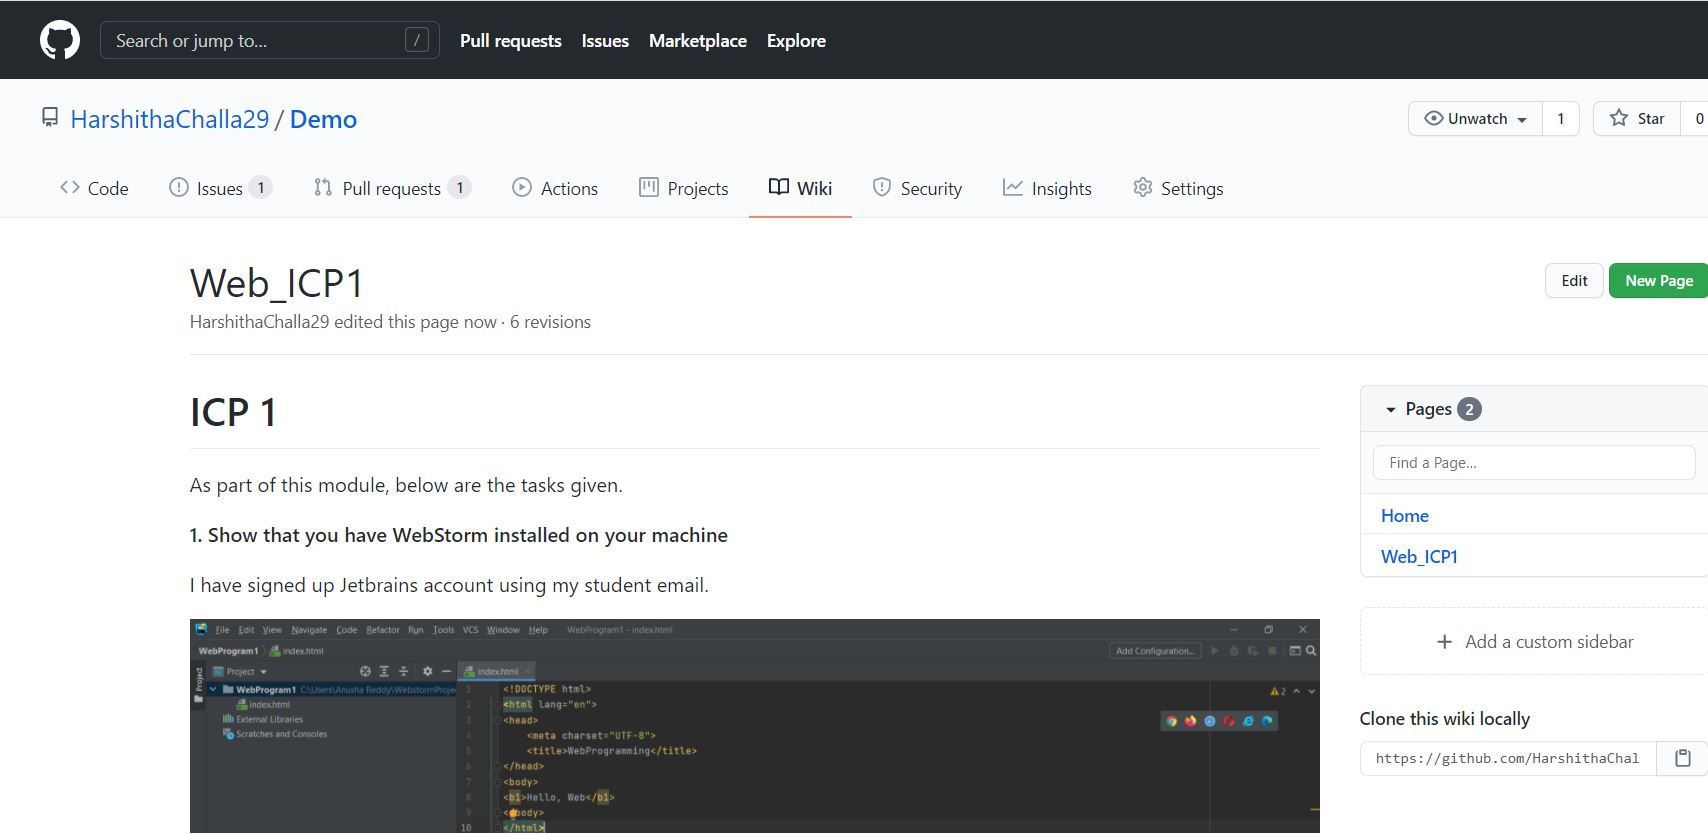 Search or jump to... /
Pull requests Issues Marketplace Explore
HarshithaChalla29 / Demo
Unwatch 1 Star 0
Code Issues 1 Pull requests 1 Actions Projects Wiki Security Insights Settings
Web_ICP1
Edit New Page
HarshithaChalla29 edited this page now · 6 revisions
ICP 1
As part of this module, below are the tasks given.
1. Show that you have WebStorm installed on your machine
I have signed up Jetbrains account using my student email.
File Edit View Navigate Code Refactor Run Tools VCS Window Help WebProgram1 - index.html
WebProgram1 index.html
Add Configuration...
Project
Project
index.html
WebProgram1 C:\Users\Anusha Reddy\WebstormProje
index.html
External Libraries
Scratches and Consoles
1 <!DOCTYPE html>
2 <html lang="en">
3 <head>
4 <meta charset="UTF-8">
5 <title>WebProgramming</title>
6 </head>
7 <body>
8 <b1>Hello, Web</b1>
9 <body>
10 </html>
2
Pages 2
Find a Page...
Home
Web_ICP1
+ Add a custom sidebar
Clone this wiki locally
https://github.com/HarshithaChal